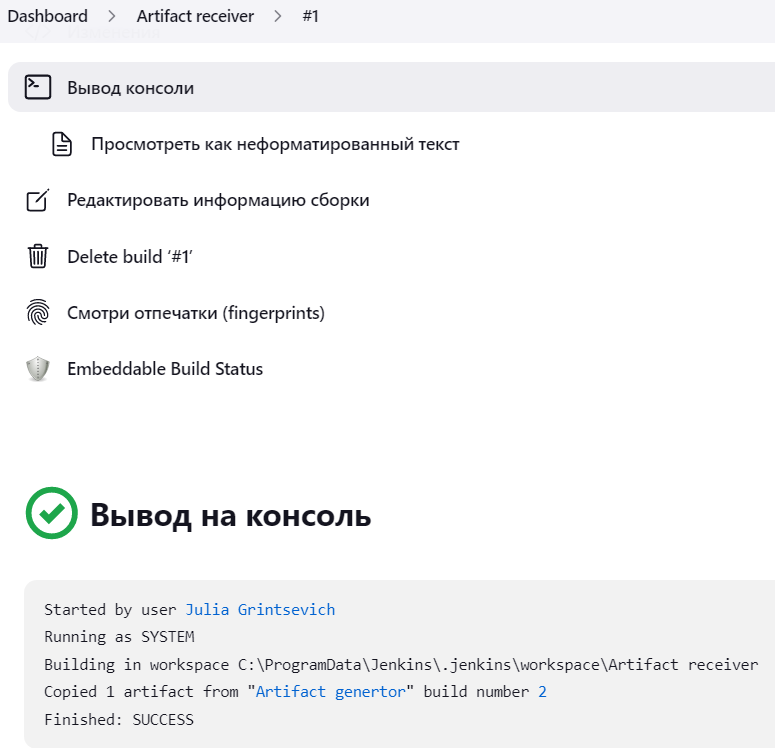 Dashboard > Artifact receiver > #1
Изменения
Вывод консоли
Просмотреть как неформатированный текст
Редактировать информацию сборки
Delete build ‘#1’
Смотри отпечатки (fingerprints)
Embeddable Build Status
Вывод на консоль
Started by user Julia Grintsevich
Running as SYSTEM
Building in workspace C:\ProgramData\Jenkins\.jenkins\workspace\Artifact receiver
Copied 1 artifact from "Artifact genertor" build number 2
Finished: SUCCESS